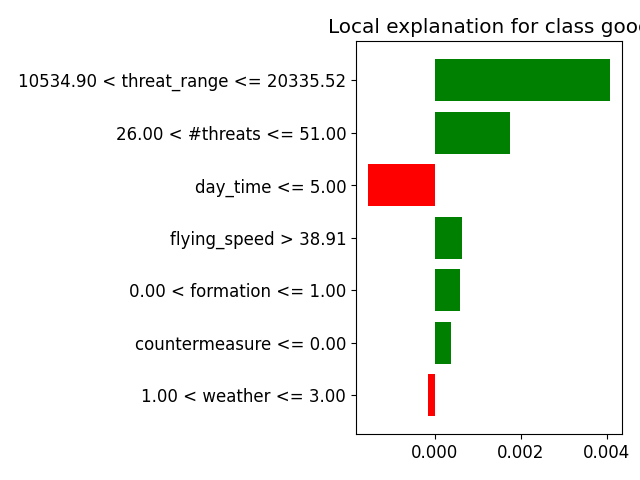 Local explanation for class goo
10534.90 < threat_range <= 20335.52
26.00 < #threats <= 51.00
day_time <= 5.00
flying_speed > 38.91
0.00 < formation <= 1.00
countermeasure <= 0.00
1.00 < weather <= 3.00
0.000 0.002 0.004